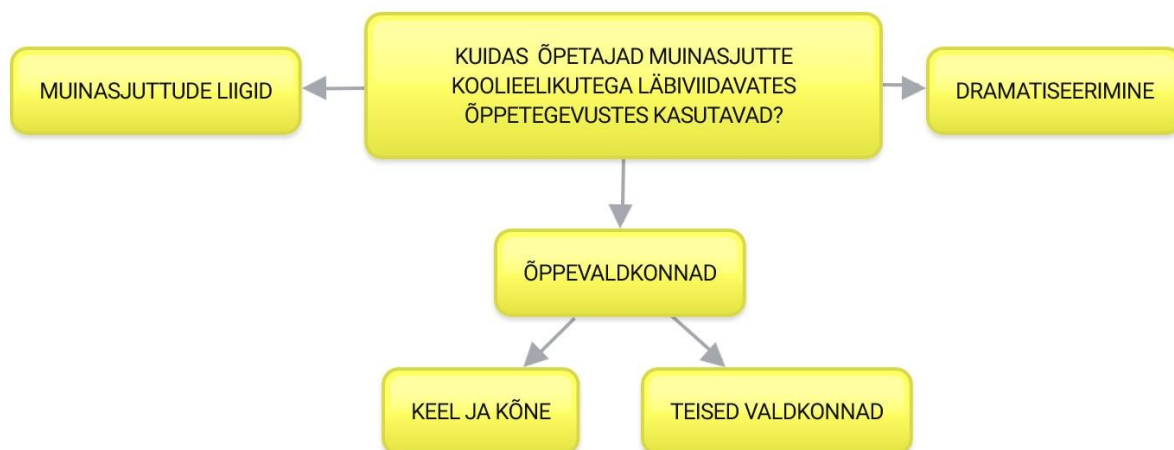 KUIDAS ÕPETAJAD MUINASJUTTE
KOOLIEELIKUTEGA LÄBIVIIDAVATES
ÕPPETEGEVUSTES KASUTAVAD?
MUINASJUTTUDE LIIGID
DRAMATISEERIMINE
ÕPPEVALDKONNAD
KEEL JA KÕNE
TEISED VALDKONNAD